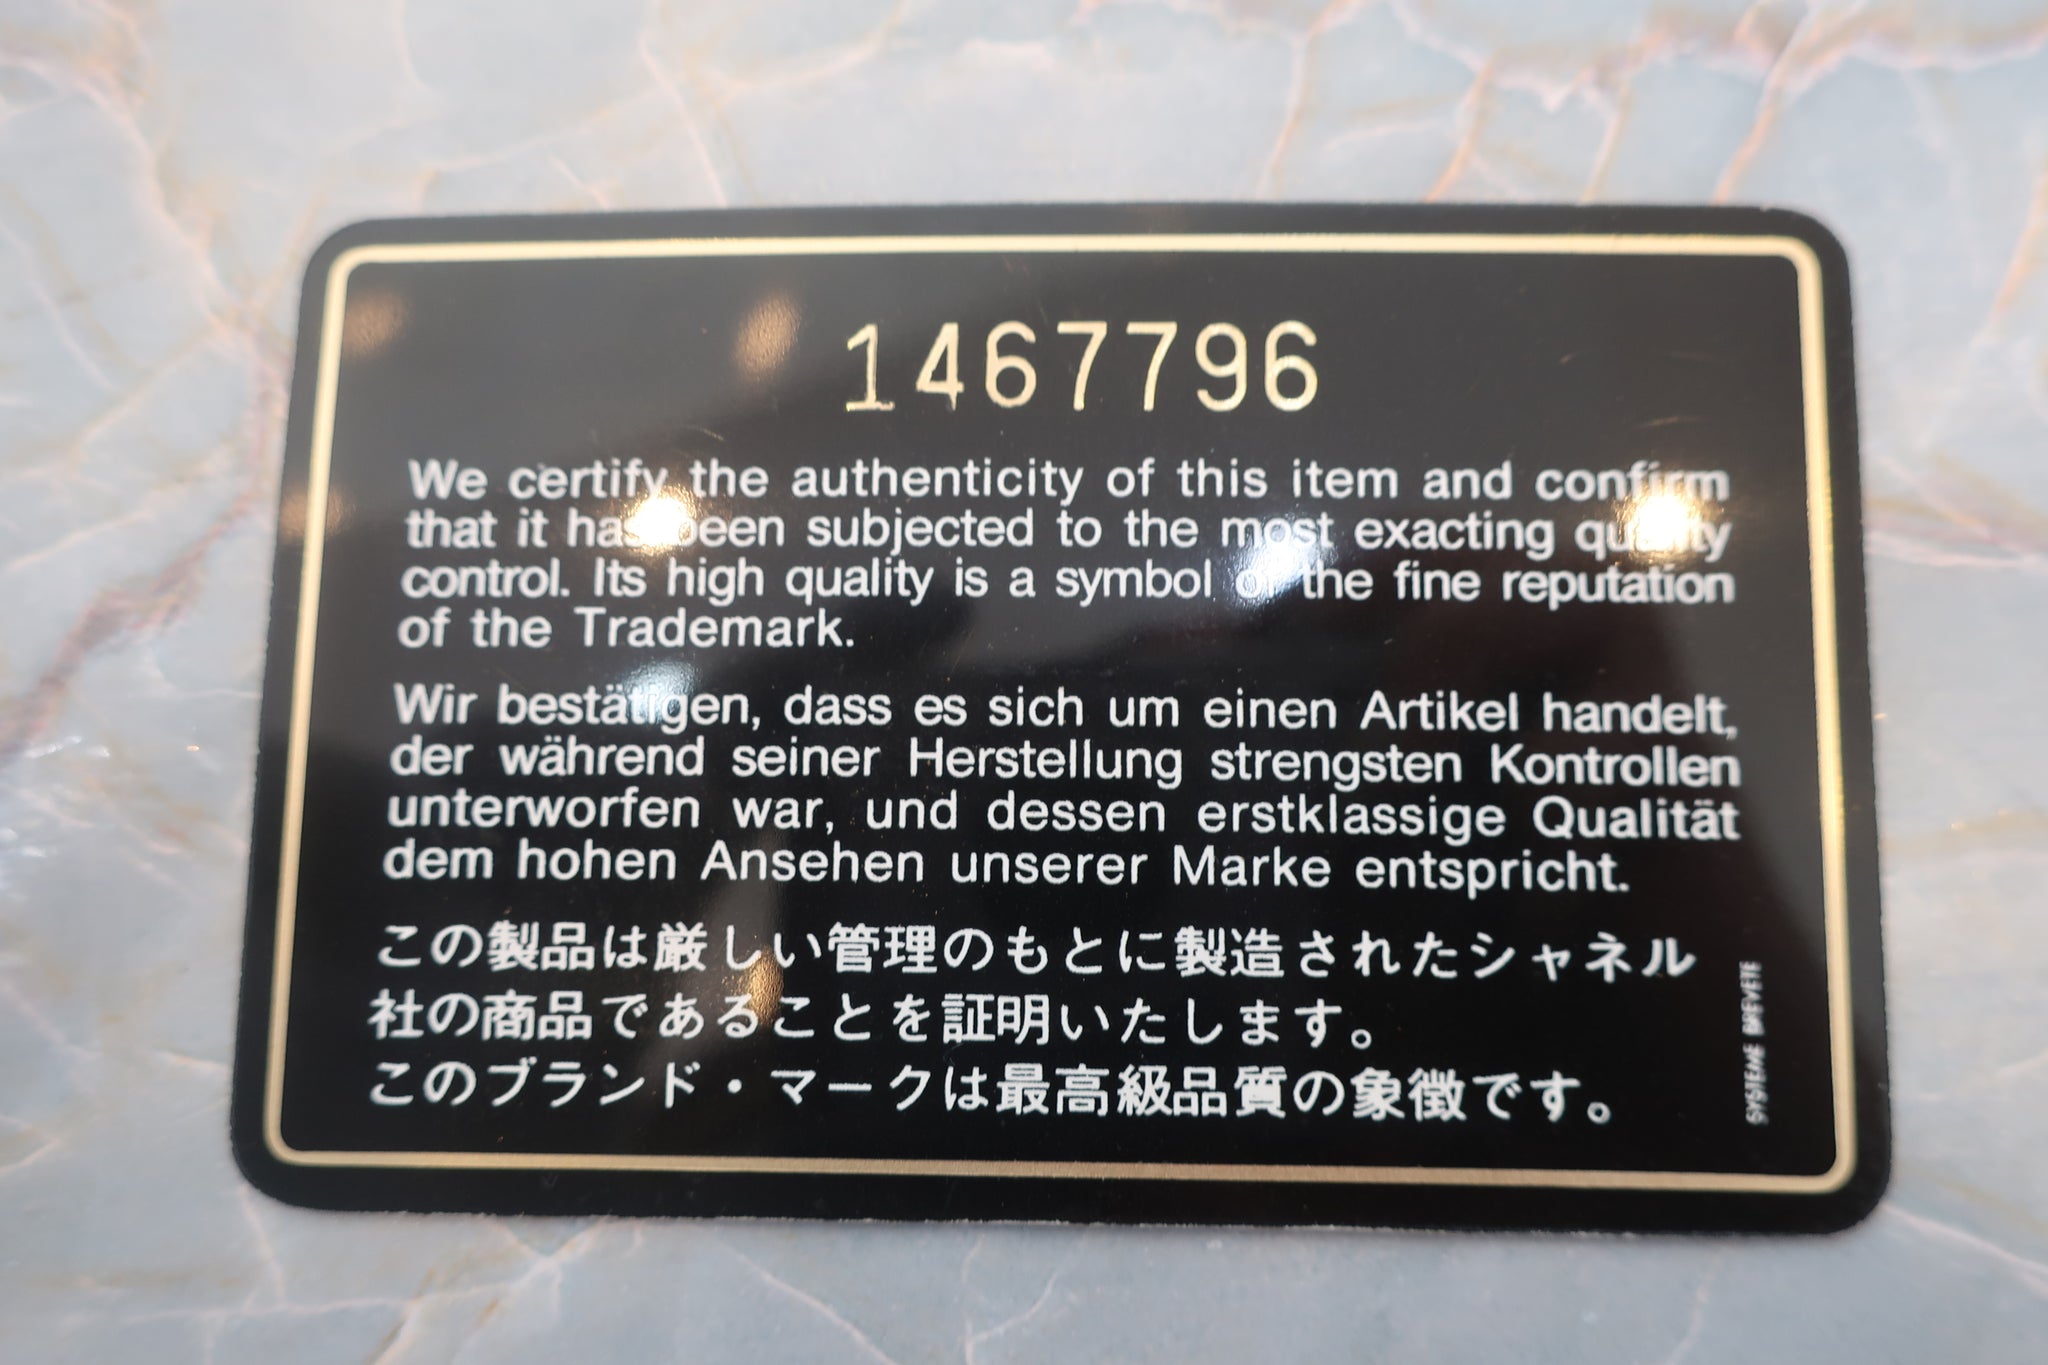 1467796
We certify the authenticity of this item and confirm
that it has been subjected to the most exacting quality
control. Its high quality is a symbol of the fine reputation
of the Trademark.
Wir bestätigen, dass es sich um einen Artikel handelt,
der während seiner Herstellung strengsten Kontrollen
unterworfen war, und dessen erstklassige Qualität
dem hohen Ansehen unserer Marke entspricht.
この製品は厳しい管理のもとに製造されたシャネル
社の商品であることを証明いたします。
このブランド・マークは最高級品質の象徴です。
SYSTEME BREVETE